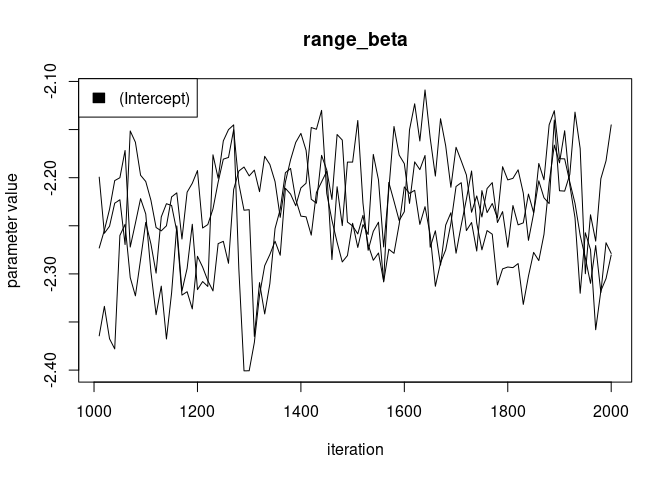 range_beta
(Intercept)
parameter value
-2.10
-2.20
-2.30
-2.40
1000 1200 1400 1600 1800 2000
iteration